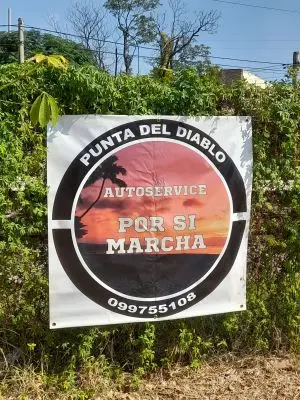 PUNTA DEL DIABLO
AUTOSERVICE
POR SI
MARCHA
099755108